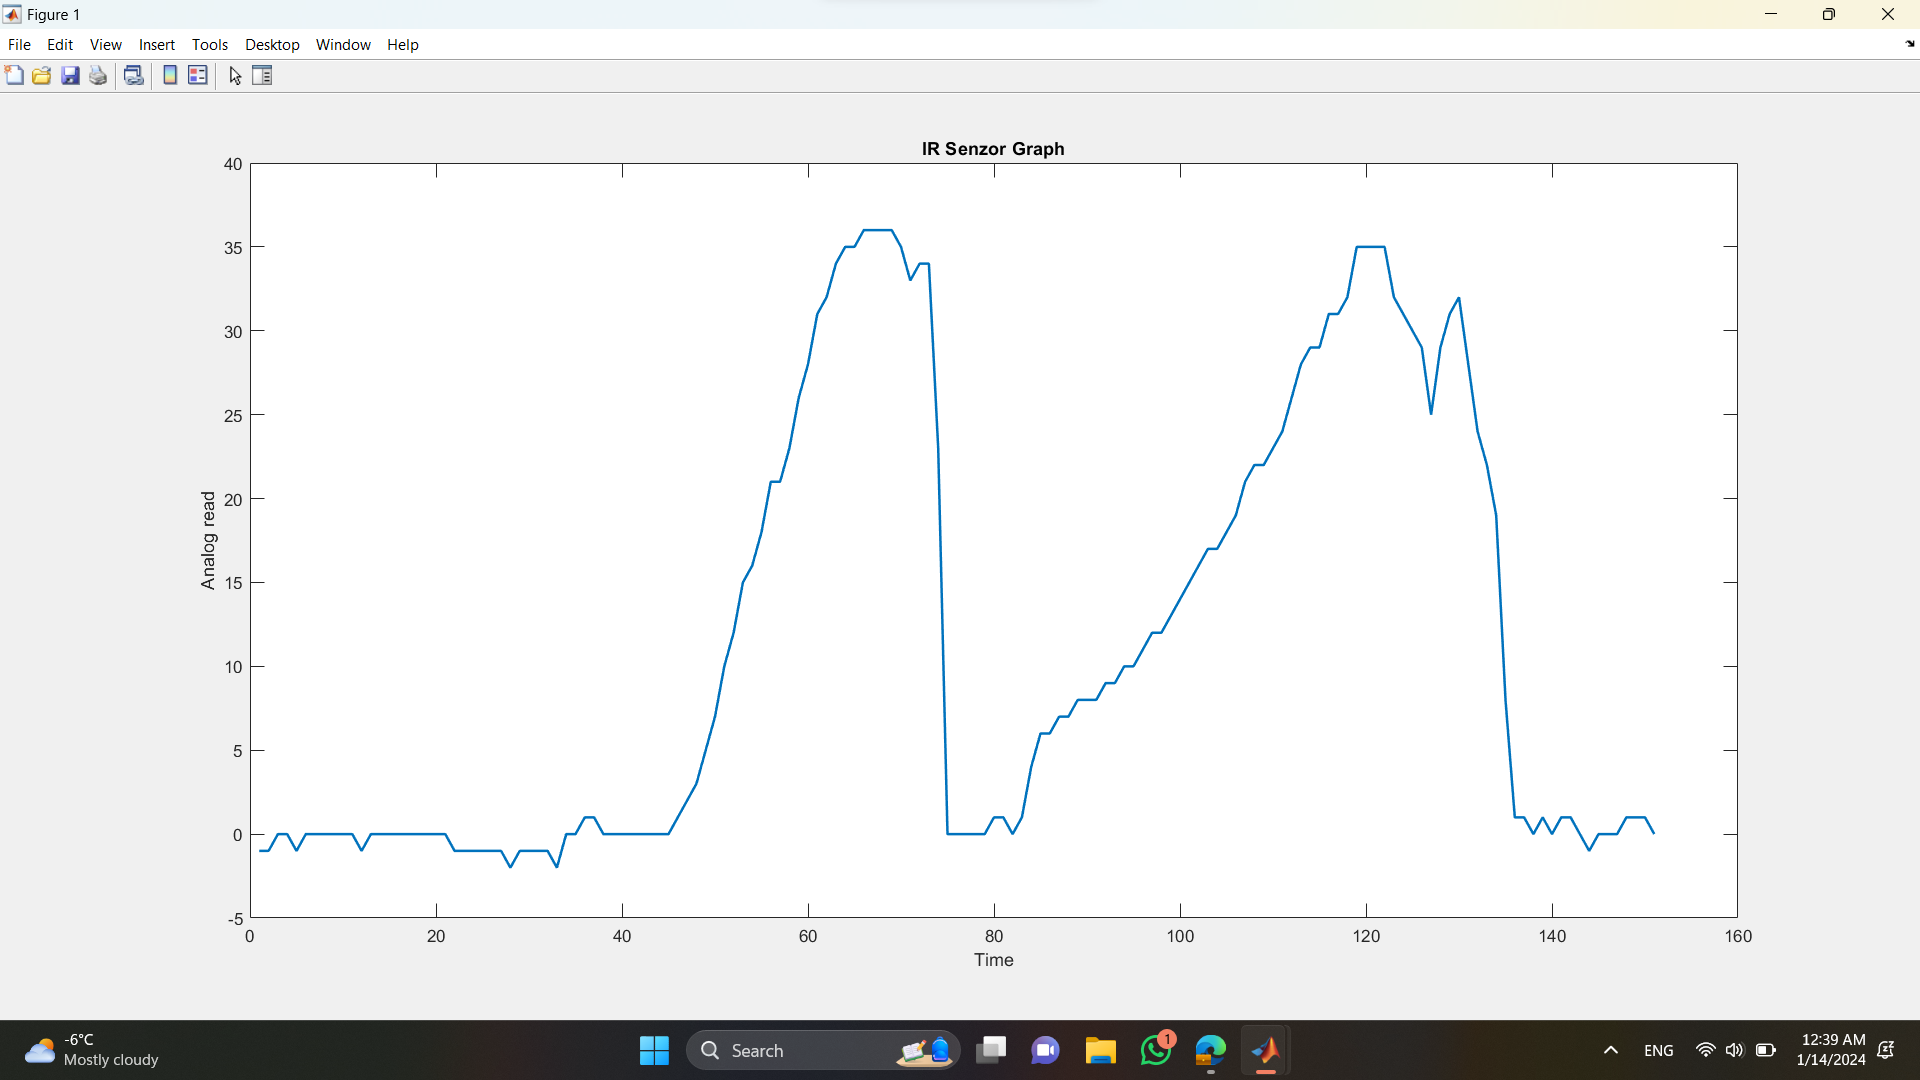 Figure 1
File Edit View Insert Tools Desktop Window Help
IR Senzor Graph
40
35
30
25
20
15
10
5
0
-5
Analog read
0 20 40 60 80 100 120 140 160
Time
-6°C
Mostly cloudy
Search
1
ENG
12:39 AM
1/14/2024